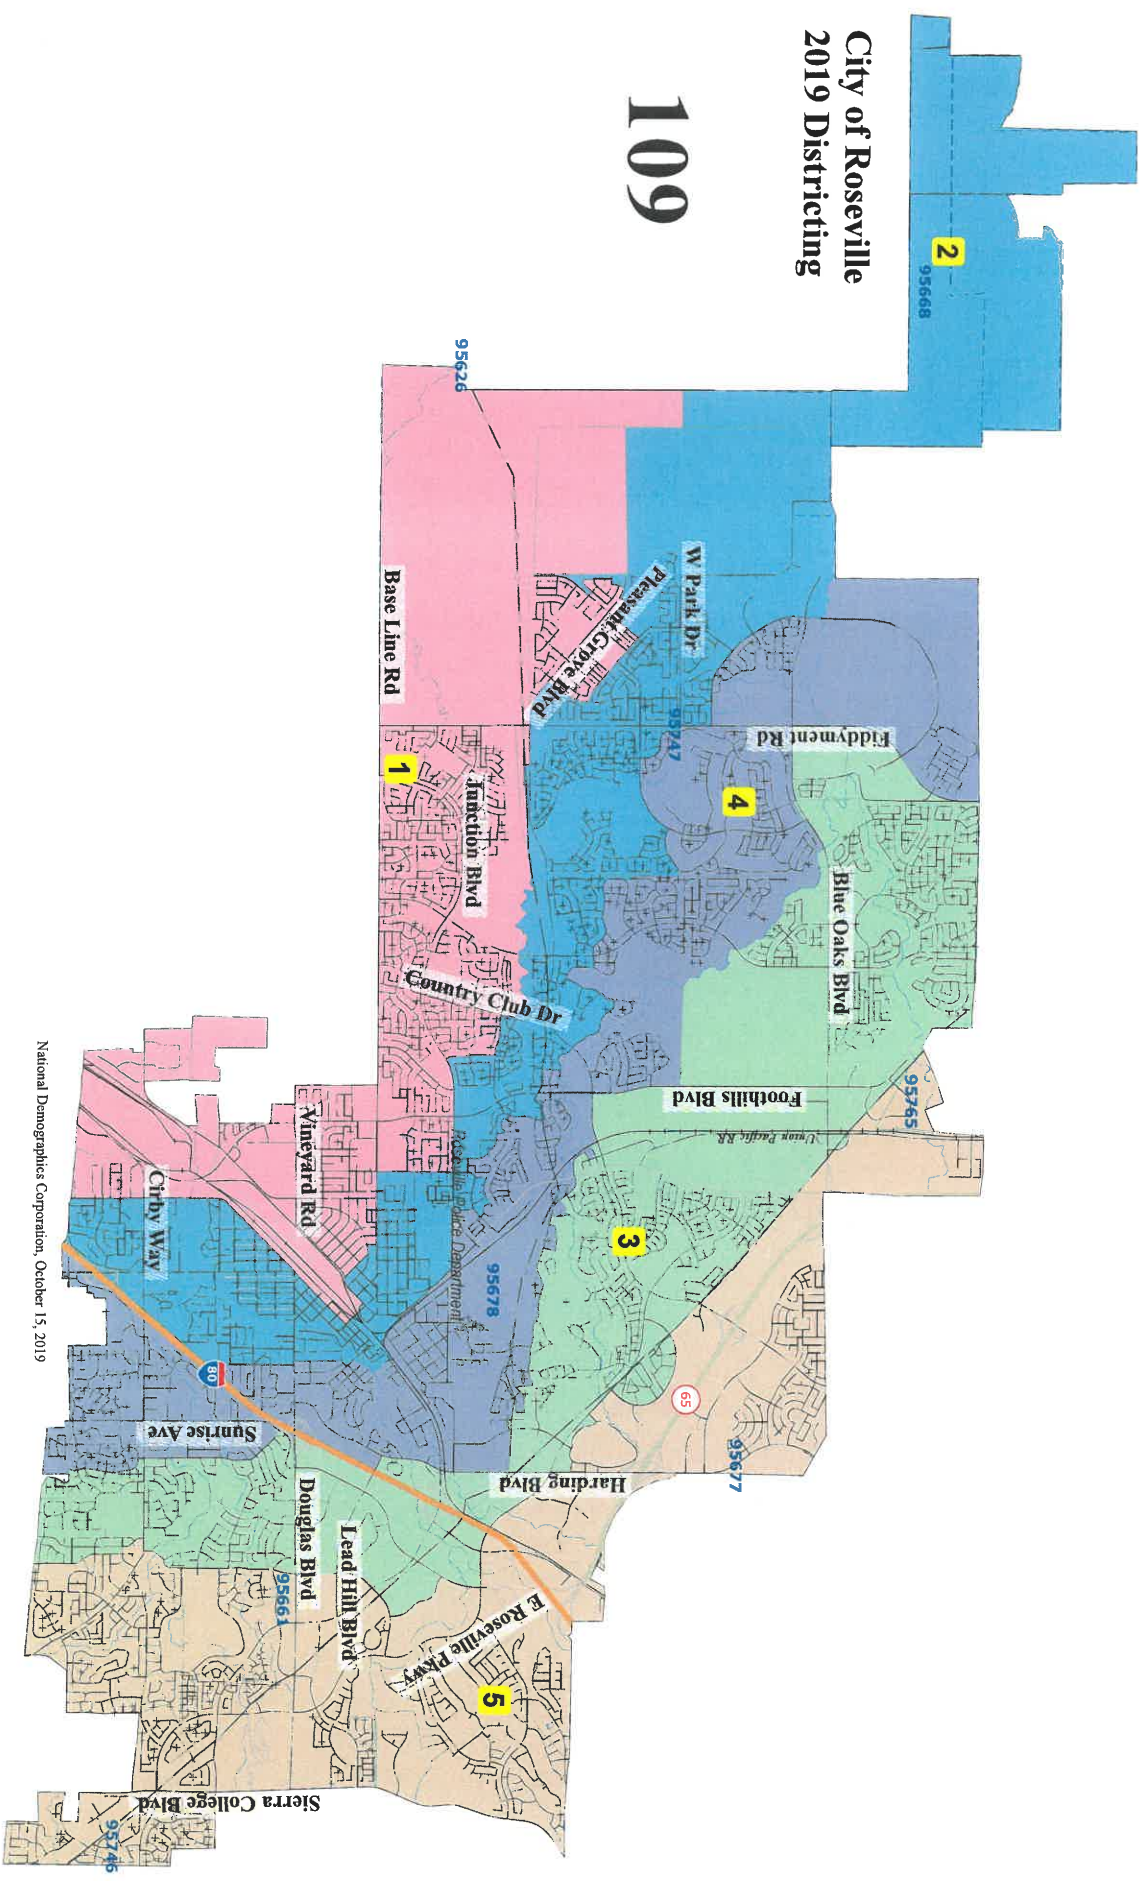 City of Roseville
2019 Districting
109
2
95668
95626
W Park Dr
Pleasant Grove Blvd
Base Line Rd
95747
Fiddyment Rd
1
4
Junction Blvd
Blue Oaks Blvd
Country Club Dr
95765
Foothills Blvd
Union Pacific RR
Vineyard Rd
Roseville Police Department
Cirby Way
3
95678
80
65
Sunrise Ave
95677
Harding Blvd
Douglas Blvd
Lead Hill Blvd
95661
E Roseville Pkwy
5
Sierra College Blvd
95746
National Demographics Corporation, October 15, 2019